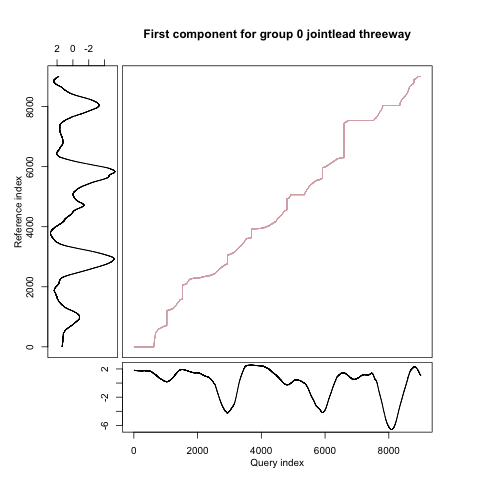 First component for group 0 jointlead threeway
2 0 -2
Reference index
0 2000 4000 6000 8000
2
-2
-6
0 2000 4000 6000 8000
Query index